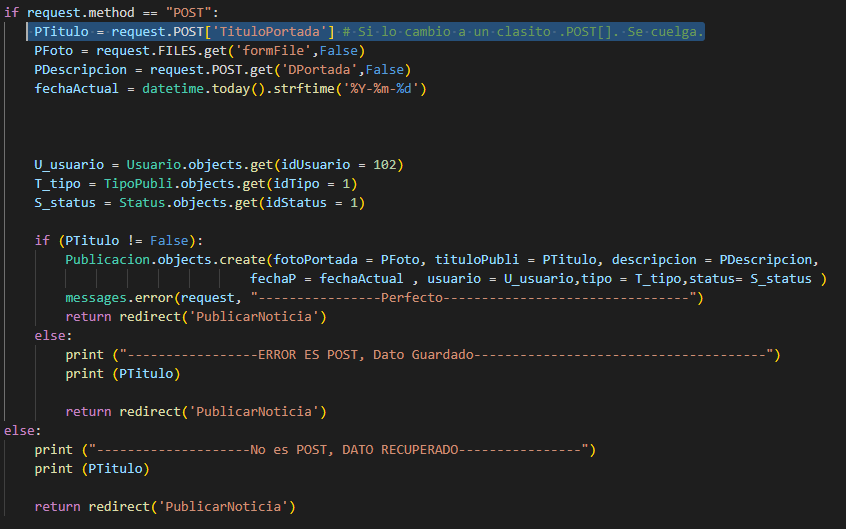 if request.method == "POST":
PTitulo = request.POST['TituloPortada'] # Si lo cambio a un clasito .POST[]. Se cuelga.
PFoto = request.FILES.get('formFile',False)
PDescripcion = request.POST.get('DPortada',False)
fechaActual = datetime.today().strftime('%Y-%m-%d')
U_usuario = Usuario.objects.get(idUsuario = 102)
T_tipo = TipoPubli.objects.get(idTipo = 1)
S_status = Status.objects.get(idStatus = 1)
if (PTitulo != False):
Publicacion.objects.create(fotoPortada = PFoto, tituloPubli = PTitulo, descripcion = PDescripcion,
fechaP = fechaActual , usuario = U_usuario,tipo = T_tipo,status= S_status )
messages.error(request, "----------------Perfecto--------------------------------")
return redirect('PublicarNoticia')
else:
print ("-----------------ERROR ES POST, Dato Guardado--------------------------------------")
print (PTitulo)
return redirect('PublicarNoticia')
else:
print ("--------------------No es POST, DATO RECUPERADO----------------")
print (PTitulo)
return redirect('PublicarNoticia')